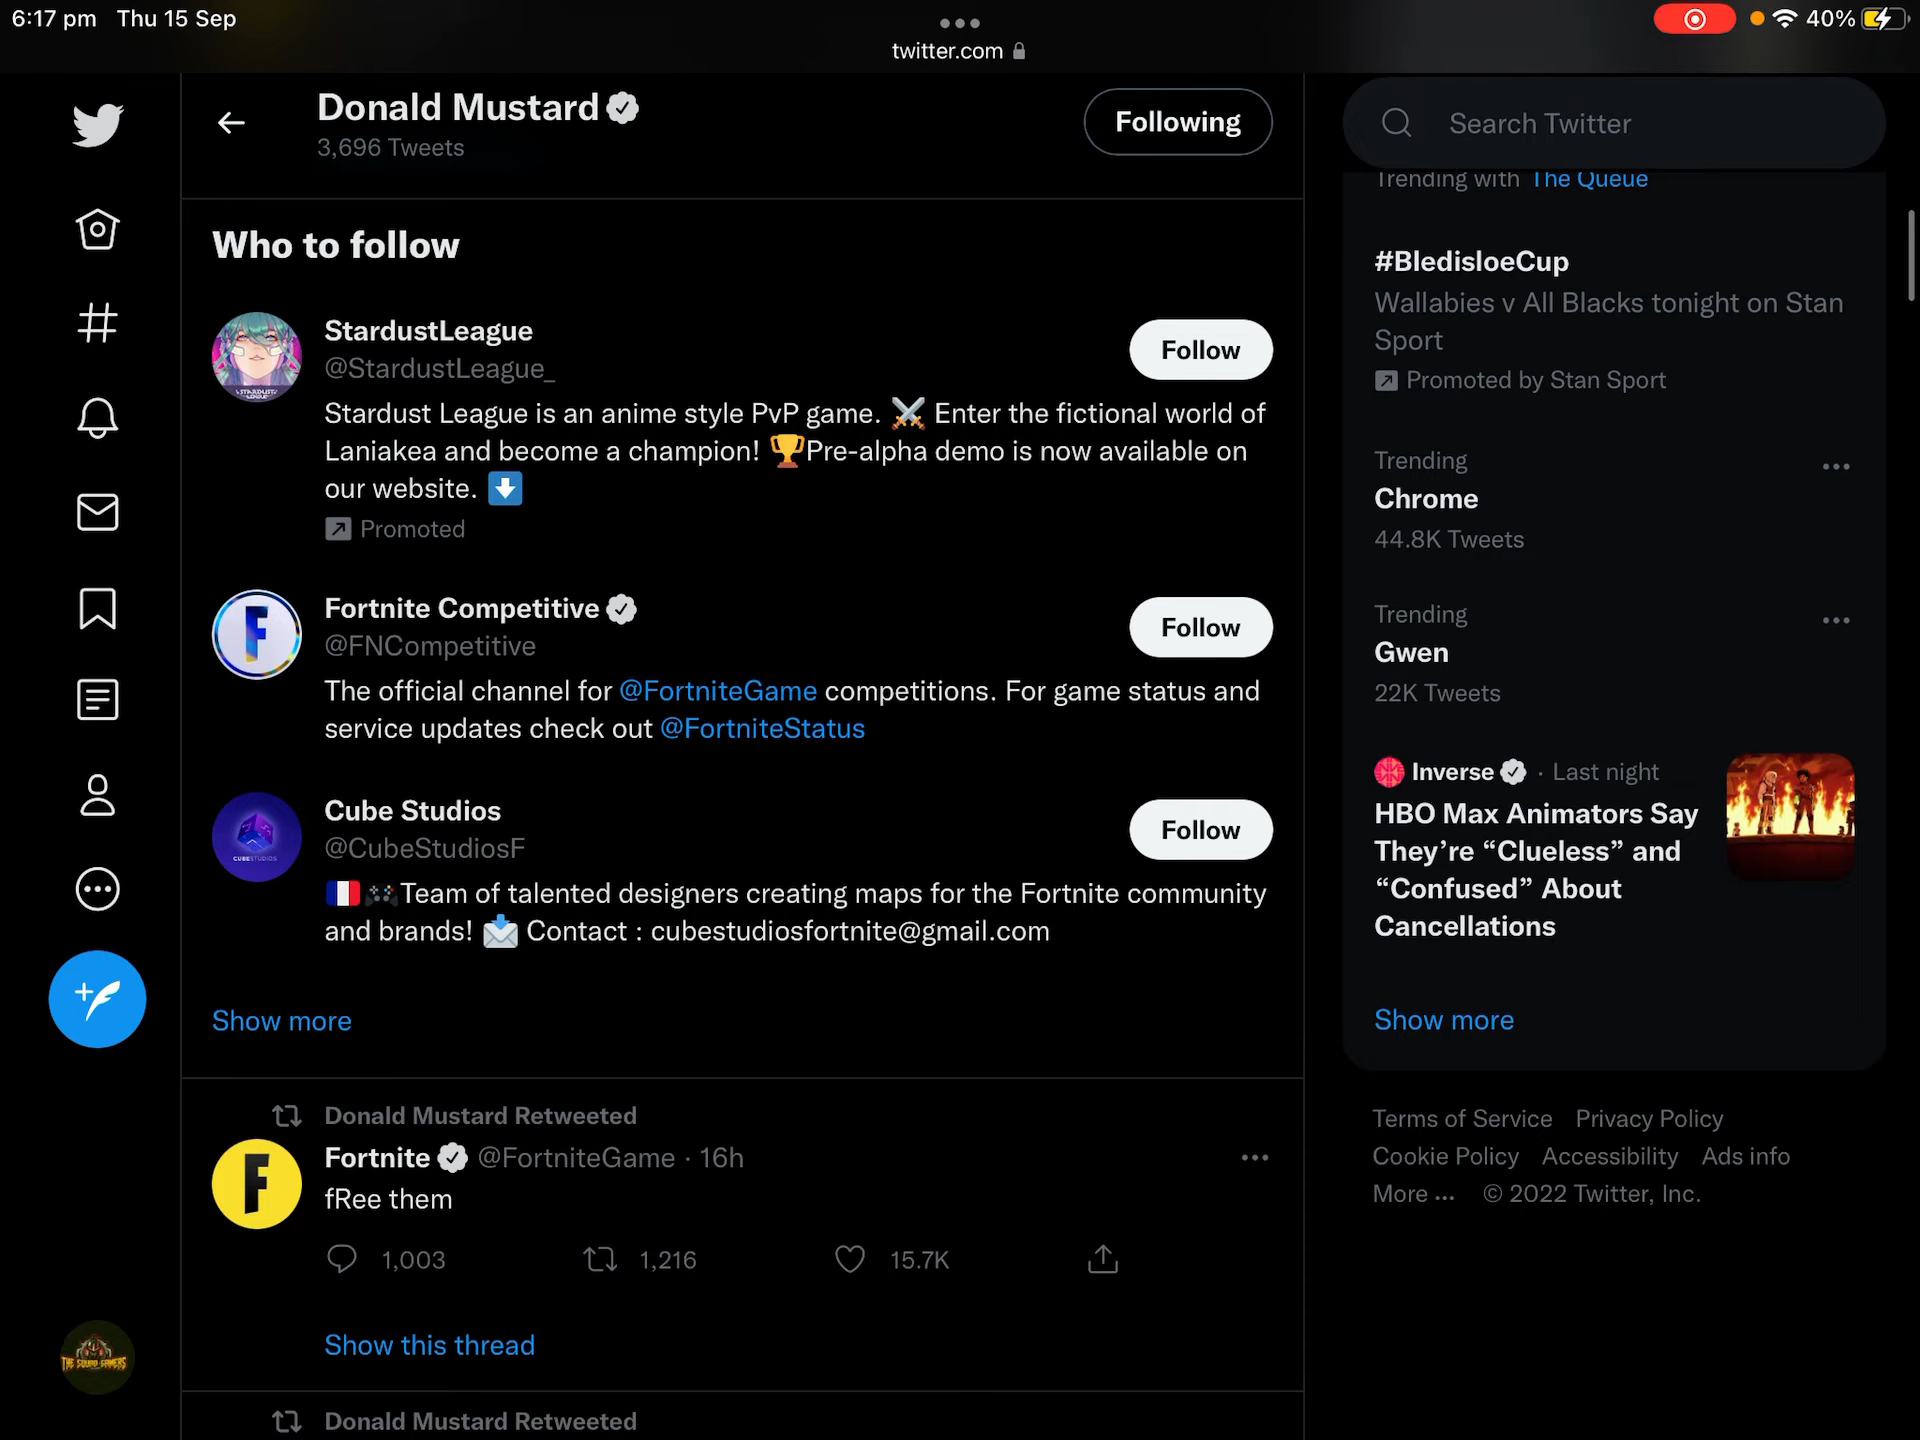 6:17 pm Thu 15 Sep
40%
twitter.com
Donald Mustard
3,696 Tweets
Following
Search Twitter
Trending with The Queue
Who to follow
StardustLeague
@StardustLeague_
Follow
Stardust League is an anime style PvP game. ⚔️ Enter the fictional world of
Laniakea and become a champion! 🏆Pre-alpha demo is now available on
our website. ⬇️
Promoted
Fortnite Competitive
@FNCompetitive
Follow
The official channel for @FortniteGame competitions. For game status and
service updates check out @FortniteStatus
Cube Studios
@CubeStudiosF
Follow
CUBESTUDIOS
🇫🇷🎮Team of talented designers creating maps for the Fortnite community
and brands! 📩 Contact : cubestudiosfortnite@gmail.com
Show more
Donald Mustard Retweeted
Fortnite @FortniteGame · 16h
fRee them
1,003 1,216 15.7K
Show this thread
Donald Mustard Retweeted
#BledisloeCup
Wallabies v All Blacks tonight on Stan
Sport
Promoted by Stan Sport
Trending
Chrome
44.8K Tweets
Trending
Gwen
22K Tweets
Inverse · Last night
HBO Max Animators Say
They're “Clueless” and
“Confused” About
Cancellations
Show more
Terms of Service Privacy Policy
Cookie Policy Accessibility Ads info
More ··· © 2022 Twitter, Inc.
THE SQUAD GAMERS